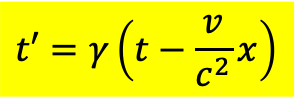 t′ = γ (t − v/c² x)